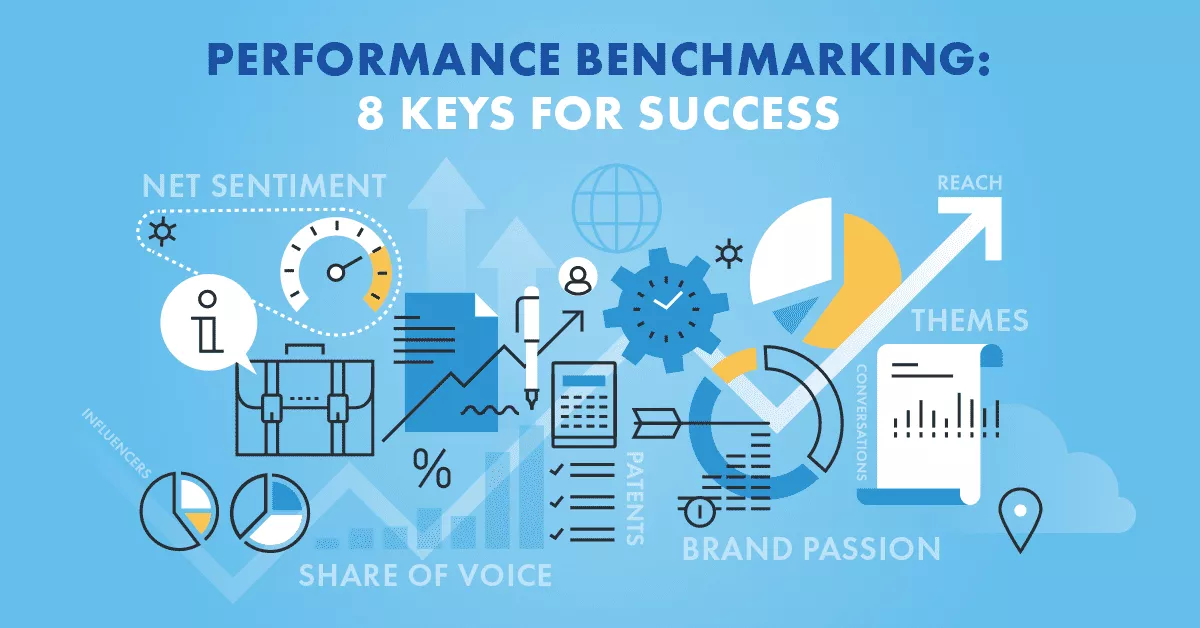 PERFORMANCE BENCHMARKING:
8 KEYS FOR SUCCESS
NET SENTIMENT
REACH
THEMES
CONVERSATIONS
INFLUENCERS
%
PATENTS
BRAND PASSION
SHARE OF VOICE